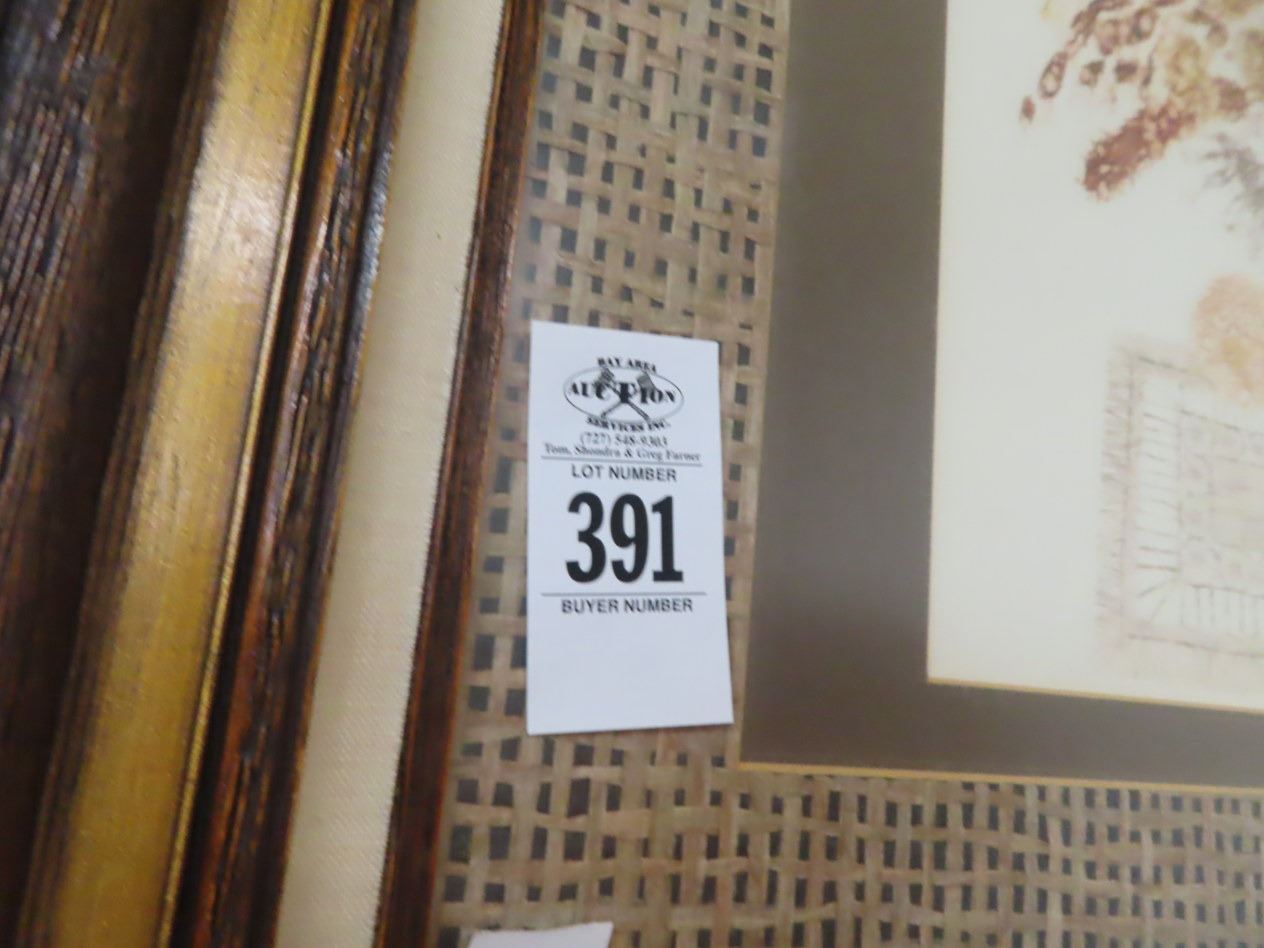 BAY AREA
AUCTION
SERVICES INC.
(727) 548-9303
Tom, Shondra & Greg Farner
LOT NUMBER
391
BUYER NUMBER